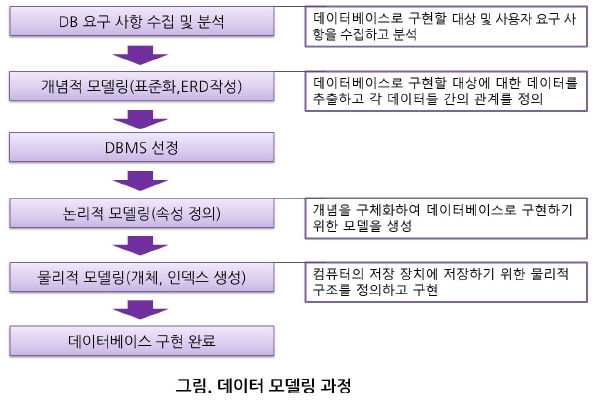 DB 요구 사항 수집 및 분석
데이터베이스로 구현할 대상 및 사용자 요구 사
항을 수집하고 분석
개념적 모델링(표준화,ERD작성)
데이터베이스로 구현할 대상에 대한 데이터를
추출하고 각 데이터들 간의 관계를 정의
DBMS 선정
논리적 모델링(속성 정의)
개념을 구체화하여 데이터베이스로 구현하기
위한 모델을 생성
물리적 모델링(개체, 인덱스 생성)
컴퓨터의 저장 장치에 저장하기 위한 물리적
구조를 정의하고 구현
데이터베이스 구현 완료
그림. 데이터 모델링 과정